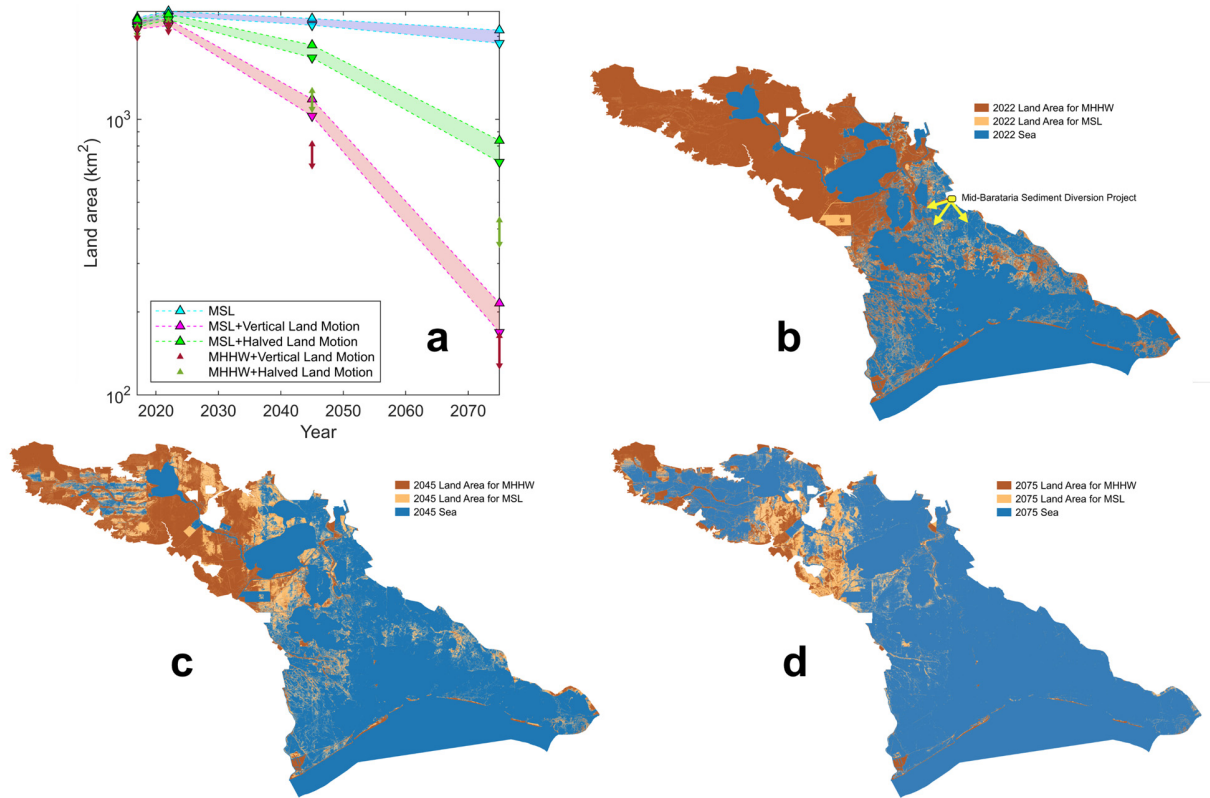 10³
10²
Land area (km²)
MSL
MSL+Vertical Land Motion
MSL+Halved Land Motion
MHHW+Vertical Land Motion
MHHW+Halved Land Motion
a
2020 2030 2040 2050 2060 2070
Year
2022 Land Area for MHHW
2022 Land Area for MSL
2022 Sea
Mid-Barataria Sediment Diversion Project
b
2045 Land Area for MHHW
2045 Land Area for MSL
2045 Sea
c
2075 Land Area for MHHW
2075 Land Area for MSL
2075 Sea
d